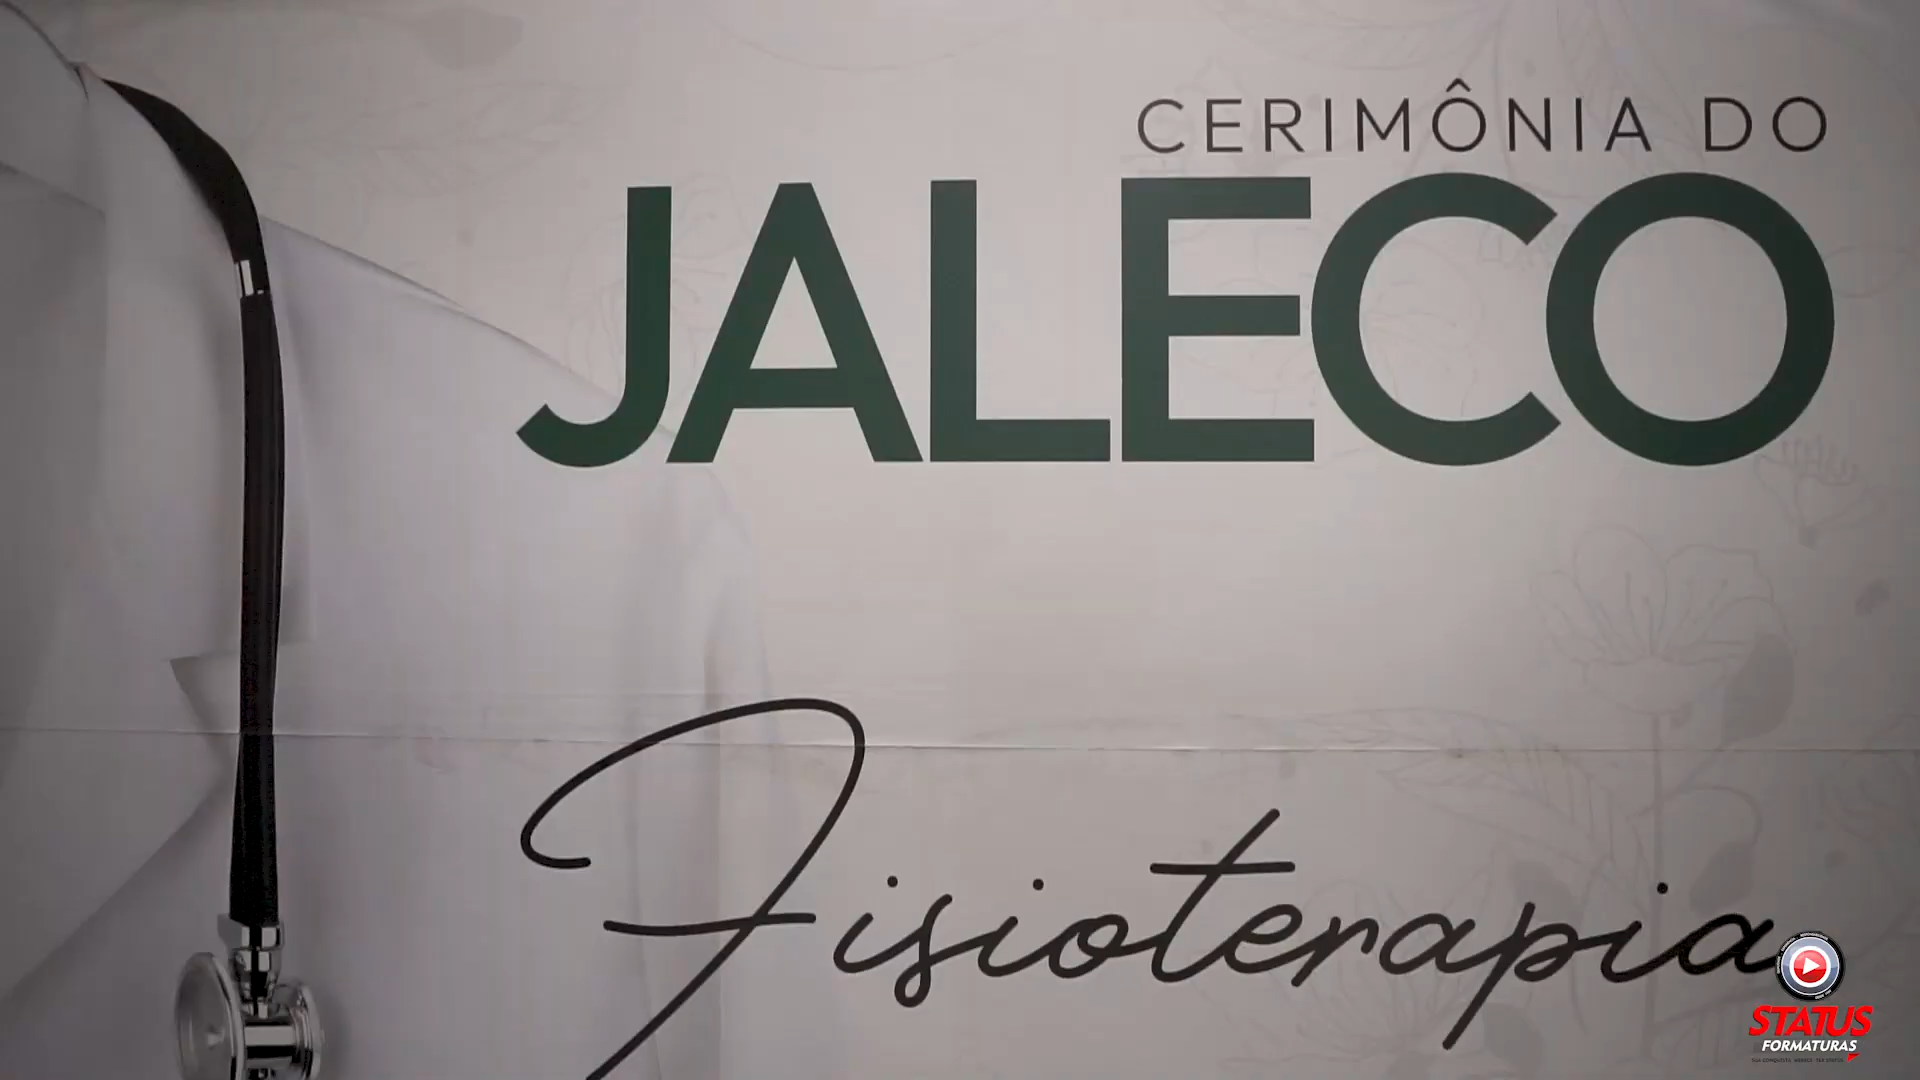 CERIMÔNIA DO
JALECO
Fisioterapia
STATUS
FORMATURAS